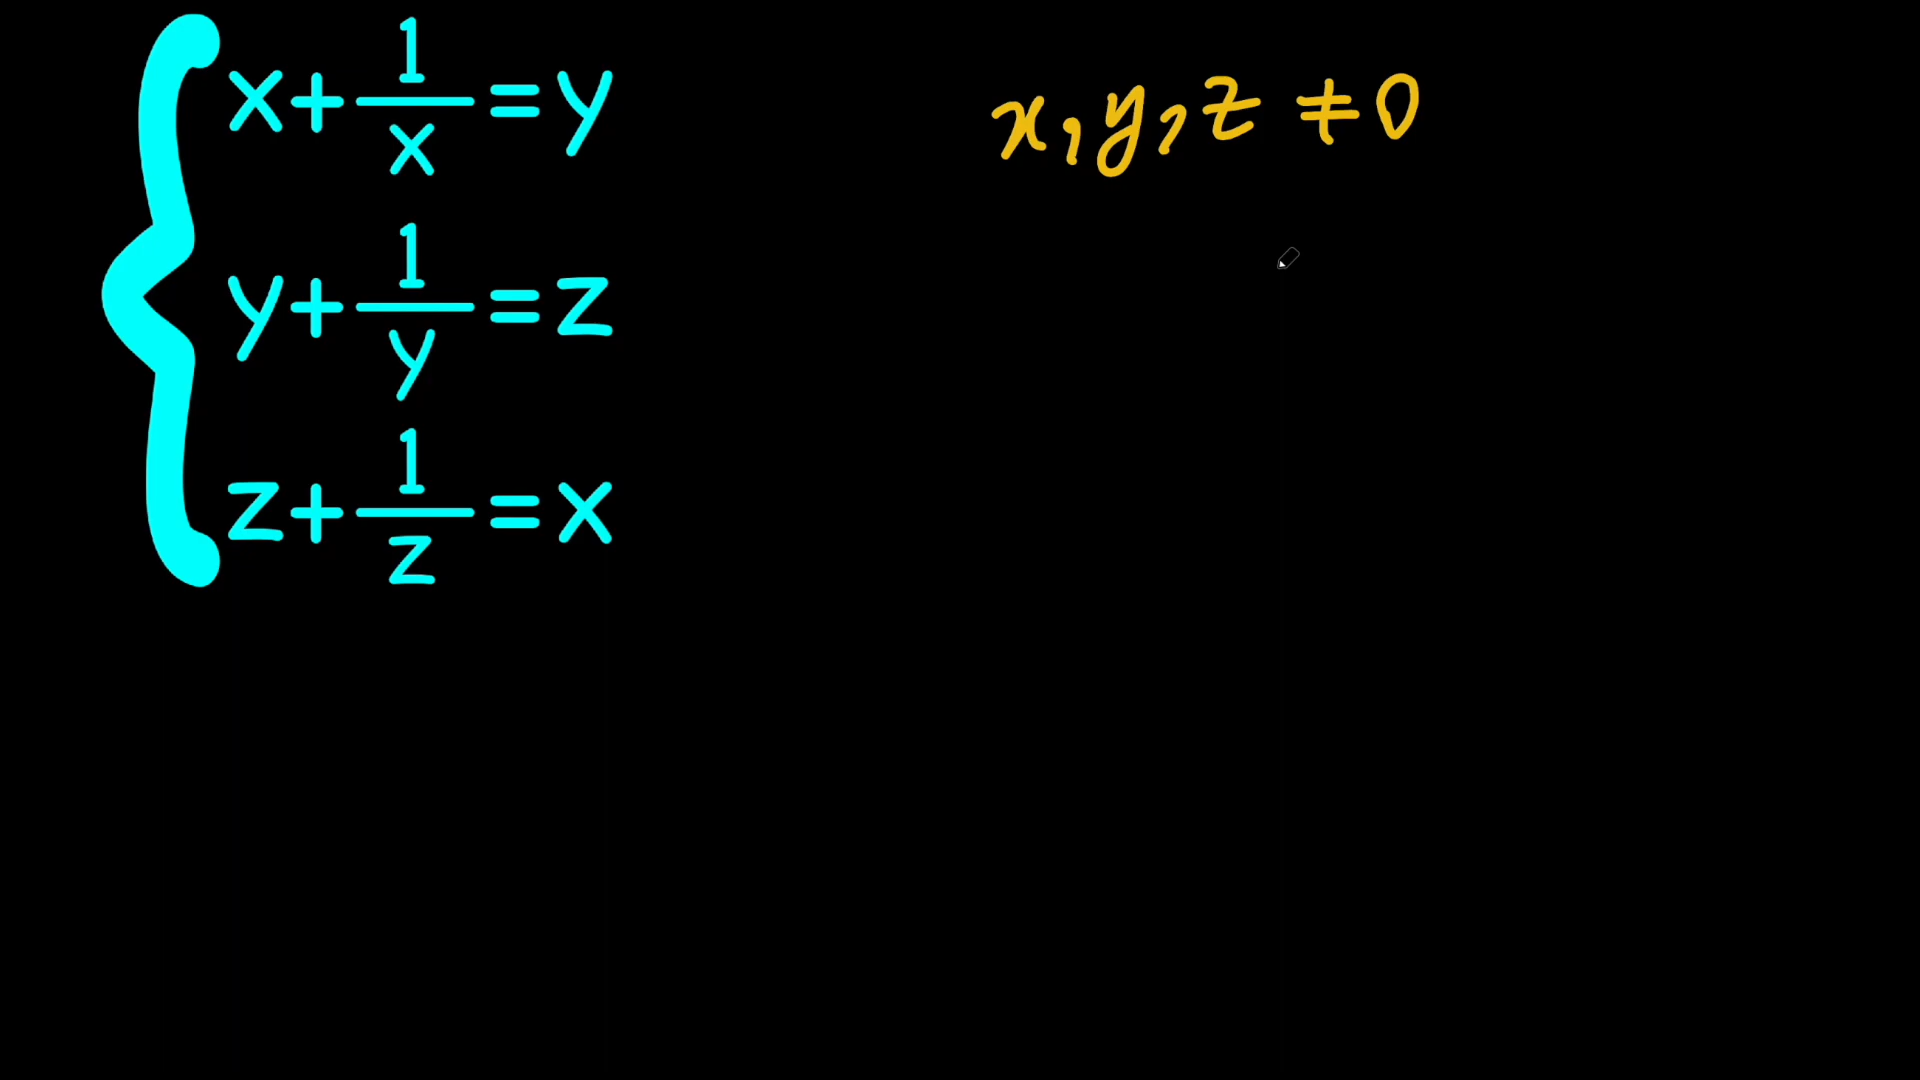 x+1/x=y
x,y,z ≠ 0
y+1/y=z
z+1/z=x